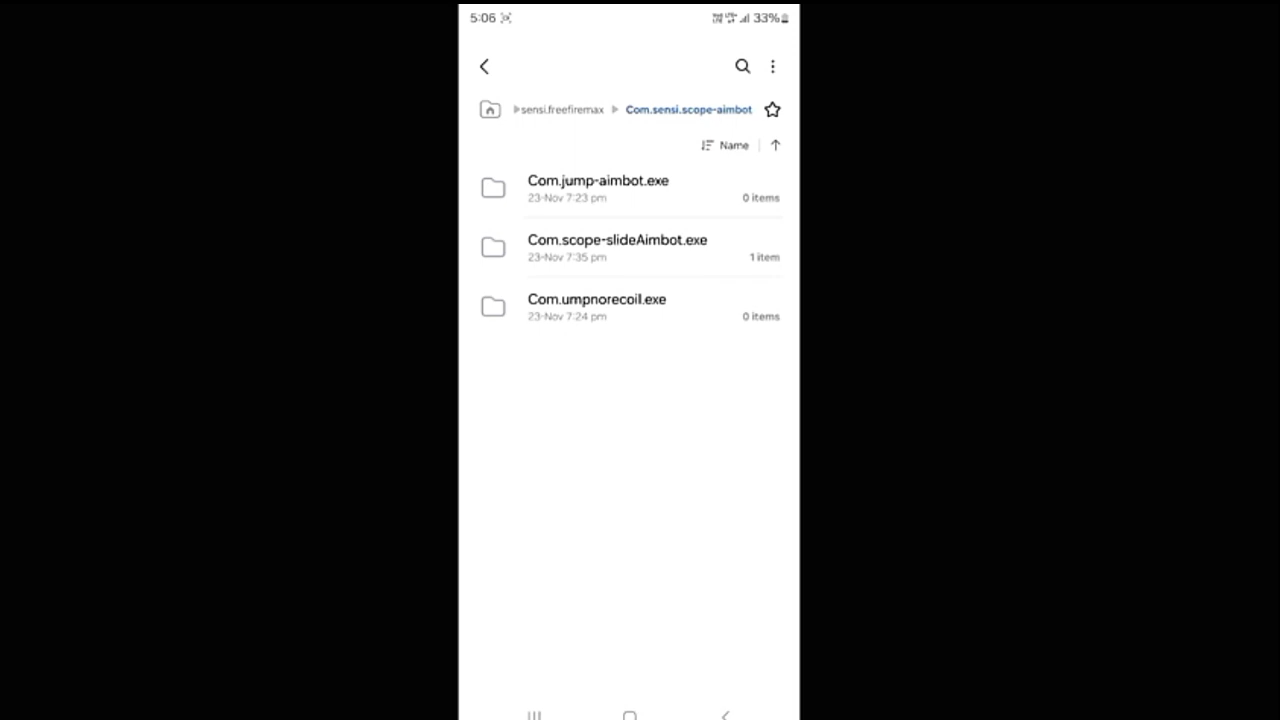 5:06 33%
sensi.freefiremax Com.sensi.scope-aimbot
Name
Com.jump-aimbot.exe
23-Nov 7:23 pm 0 items
Com.scope-slideAimbot.exe
23-Nov 7:35 pm 1 item
Com.umpnorecoil.exe
23-Nov 7:24 pm 0 items